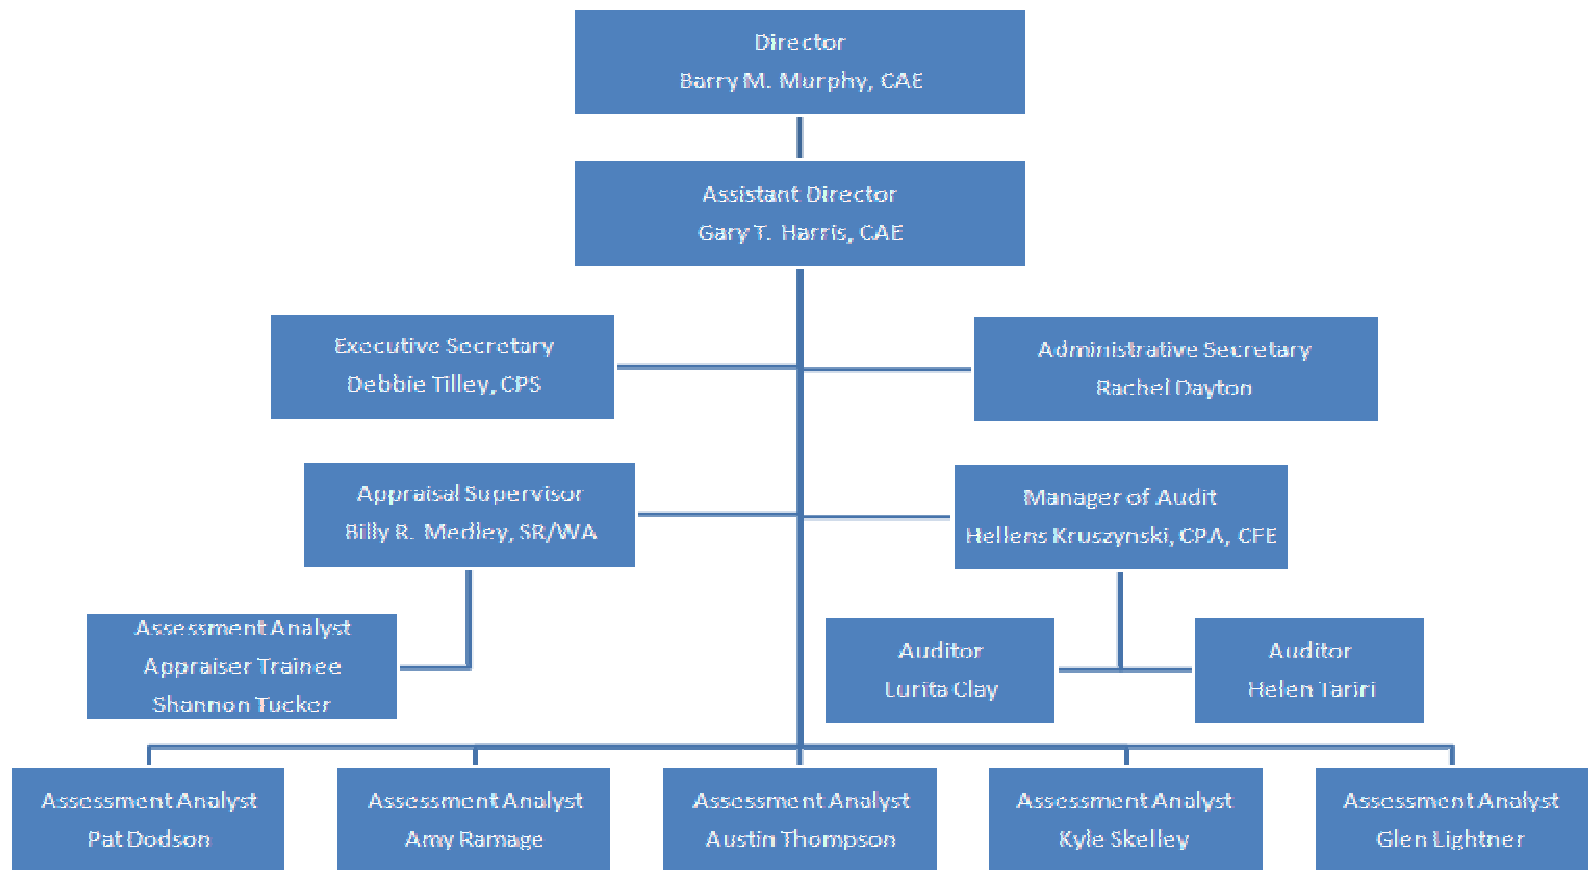 Director
Barry M. Murphy, CAE
Assistant Director
Gary T. Harris, CAE
Executive Secretary
Debbie Tilley, CPS
Administrative Secretary
Rachel Dayton
Appraisal Supervisor
Billy R. Medley, SR/WA
Manager of Audit
Hellens Kruszynski, CPA, CFE
Assessment Analyst
Appraiser Trainee
Shannon Tucker
Auditor
Lurita Clay
Auditor
Helen Tariri
Assessment Analyst
Pat Dodson
Assessment Analyst
Amy Ramage
Assessment Analyst
Austin Thompson
Assessment Analyst
Kyle Skelley
Assessment Analyst
Glen Lightner